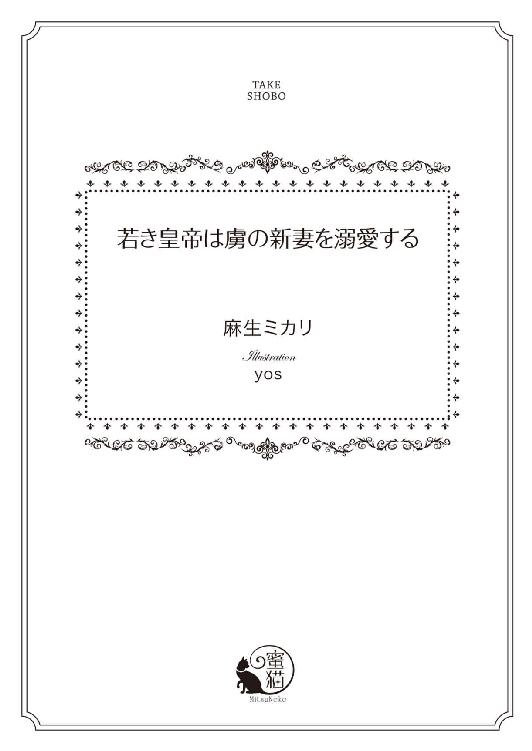 TAKE
SHOBO
若き皇帝は虜の新妻を溺愛する
麻生ミカリ
Illustration
yos
蜜猫
MitsuNeko